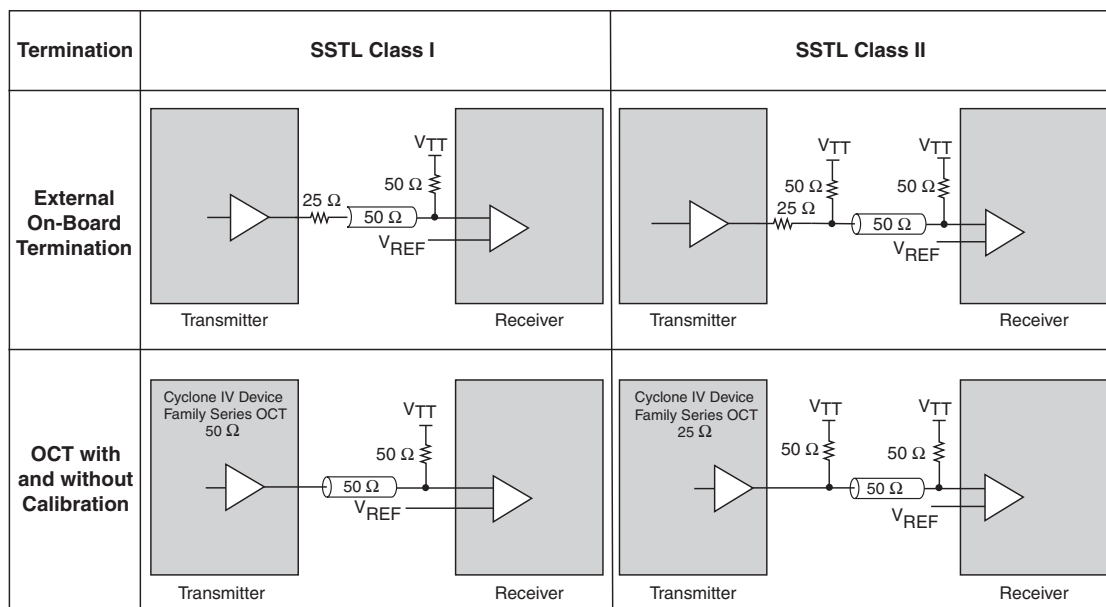 Termination
SSTL Class I
SSTL Class II
External
On-Board
Termination
VTT
50 Ω
25 Ω
50 Ω
VREF
Transmitter
Receiver
VTT
VTT
50 Ω
50 Ω
25 Ω
50 Ω
VREF
Transmitter
Receiver
OCT with
and without
Calibration
Cyclone IV Device
Family Series OCT
50 Ω
VTT
50 Ω
50 Ω
VREF
Transmitter
Receiver
Cyclone IV Device
Family Series OCT
25 Ω
VTT
VTT
50 Ω
50 Ω
50 Ω
VREF
Transmitter
Receiver